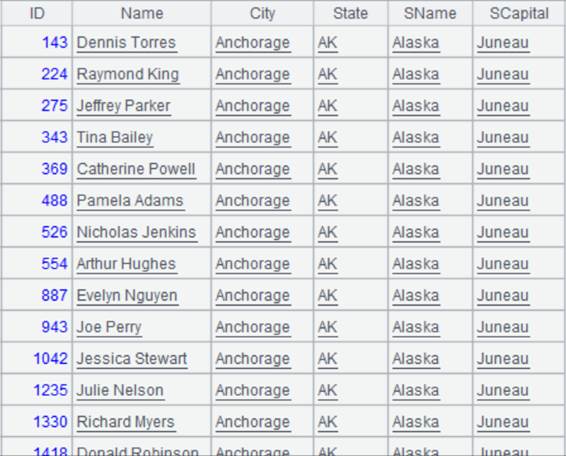 ID Name City State SName SCapital
143 Dennis Torres Anchorage AK Alaska Juneau
224 Raymond King Anchorage AK Alaska Juneau
275 Jeffrey Parker Anchorage AK Alaska Juneau
343 Tina Bailey Anchorage AK Alaska Juneau
369 Catherine Powell Anchorage AK Alaska Juneau
488 Pamela Adams Anchorage AK Alaska Juneau
526 Nicholas Jenkins Anchorage AK Alaska Juneau
554 Arthur Hughes Anchorage AK Alaska Juneau
887 Evelyn Nguyen Anchorage AK Alaska Juneau
943 Joe Perry Anchorage AK Alaska Juneau
1042 Jessica Stewart Anchorage AK Alaska Juneau
1235 Julie Nelson Anchorage AK Alaska Juneau
1330 Richard Myers Anchorage AK Alaska Juneau
1418 Donald Robinson Anchorage AK Alaska Juneau